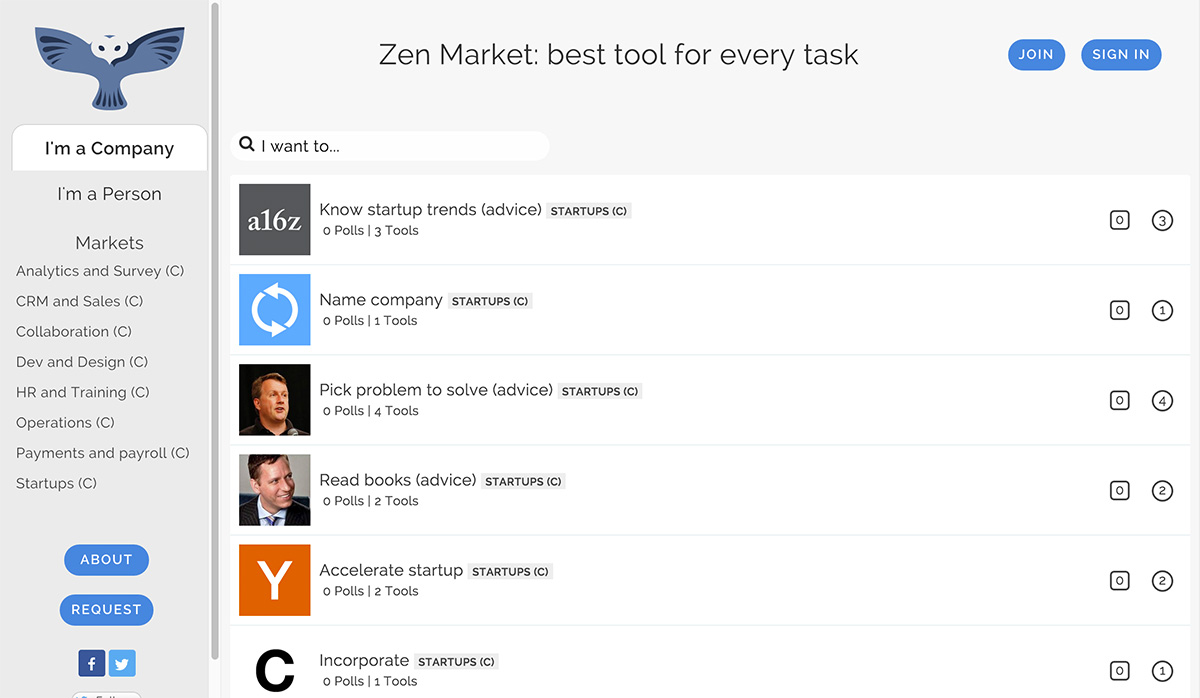 I'm a Company
I'm a Person
Markets
Analytics and Survey (C)
CRM and Sales (C)
Collaboration (C)
Dev and Design (C)
HR and Training (C)
Operations (C)
Payments and payroll (C)
Startups (C)
ABOUT
REQUEST
f
Zen Market: best tool for every task
JOIN
SIGN IN
I want to...
a16z
Know startup trends (advice) STARTUPS (C)
0 Polls | 3 Tools
0 3
Name company STARTUPS (C)
0 Polls | 1 Tools
0 1
Pick problem to solve (advice) STARTUPS (C)
0 Polls | 4 Tools
0 4
Read books (advice) STARTUPS (C)
0 Polls | 2 Tools
0 2
Y
Accelerate startup STARTUPS (C)
0 Polls | 2 Tools
0 2
C
Incorporate STARTUPS (C)
0 Polls | 1 Tools
0 1